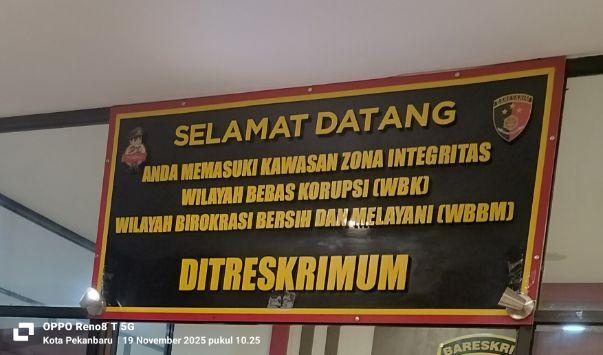 SELAMAT DATANG
BARESKRIM
ANDA MEMASUKI KAWASAN ZONA INTEGRITAS
WILAYAH BEBAS KORUPSI (WBK)
WILAYAH BIROKRASI BERSIH DAN MELAYANI (WBBM)
DITRESKRIMUM
OPPO Reno8 T 5G
Kota Pekanbaru | 19 November 2025 pukul 10.25
BARESKRI